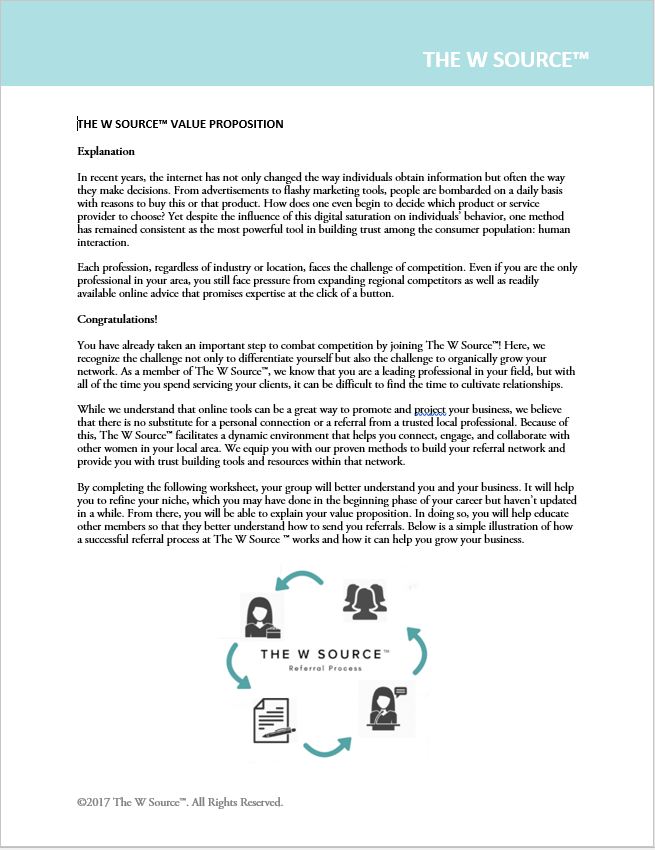 THE W SOURCE™
THE W SOURCE™ VALUE PROPOSITION
Explanation
In recent years, the internet has not only changed the way individuals obtain information but often the way
they make decisions. From advertisements to flashy marketing tools, people are bombarded on a daily basis
with reasons to buy this or that product. How does one even begin to decide which product or service
provider to choose? Yet despite the influence of this digital saturation on individuals' behavior, one method
has remained consistent as the most powerful tool in building trust among the consumer population: human
interaction.
Each profession, regardless of industry or location, faces the challenge of competition. Even if you are the only
professional in your area, you still face pressure from expanding regional competitors as well as readily
available online advice that promises expertise at the click of a button.
Congratulations!
You have already taken an important step to combat competition by joining The W Source™! Here, we
recognize the challenge not only to differentiate yourself but also the challenge to organically grow your
network. As a member of The W Source™, we know that you are a leading professional in your field, but with
all of the time you spend servicing your clients, it can be difficult to find the time to cultivate relationships.
While we understand that online tools can be a great way to promote and project your business, we believe
that there is no substitute for a personal connection or a referral from a trusted local professional. Because of
this, The W Source™ facilitates a dynamic environment that helps you connect, engage, and collaborate with
other women in your local area. We equip you with our proven methods to build your referral network and
provide you with trust building tools and resources within that network.
By completing the following worksheet, your group will better understand you and your business. It will help
you to refine your niche, which you may have done in the beginning phase of your career but haven't updated
in a while. From there, you will be able to explain your value proposition. In doing so, you will help educate
other members so that they better understand how to send you referrals. Below is a simple illustration of how
a successful referral process at The W Source ™ works and how it can help you grow your business.
THE W SOURCE™
Referral Process
©2017 The W Source™. All Rights Reserved.